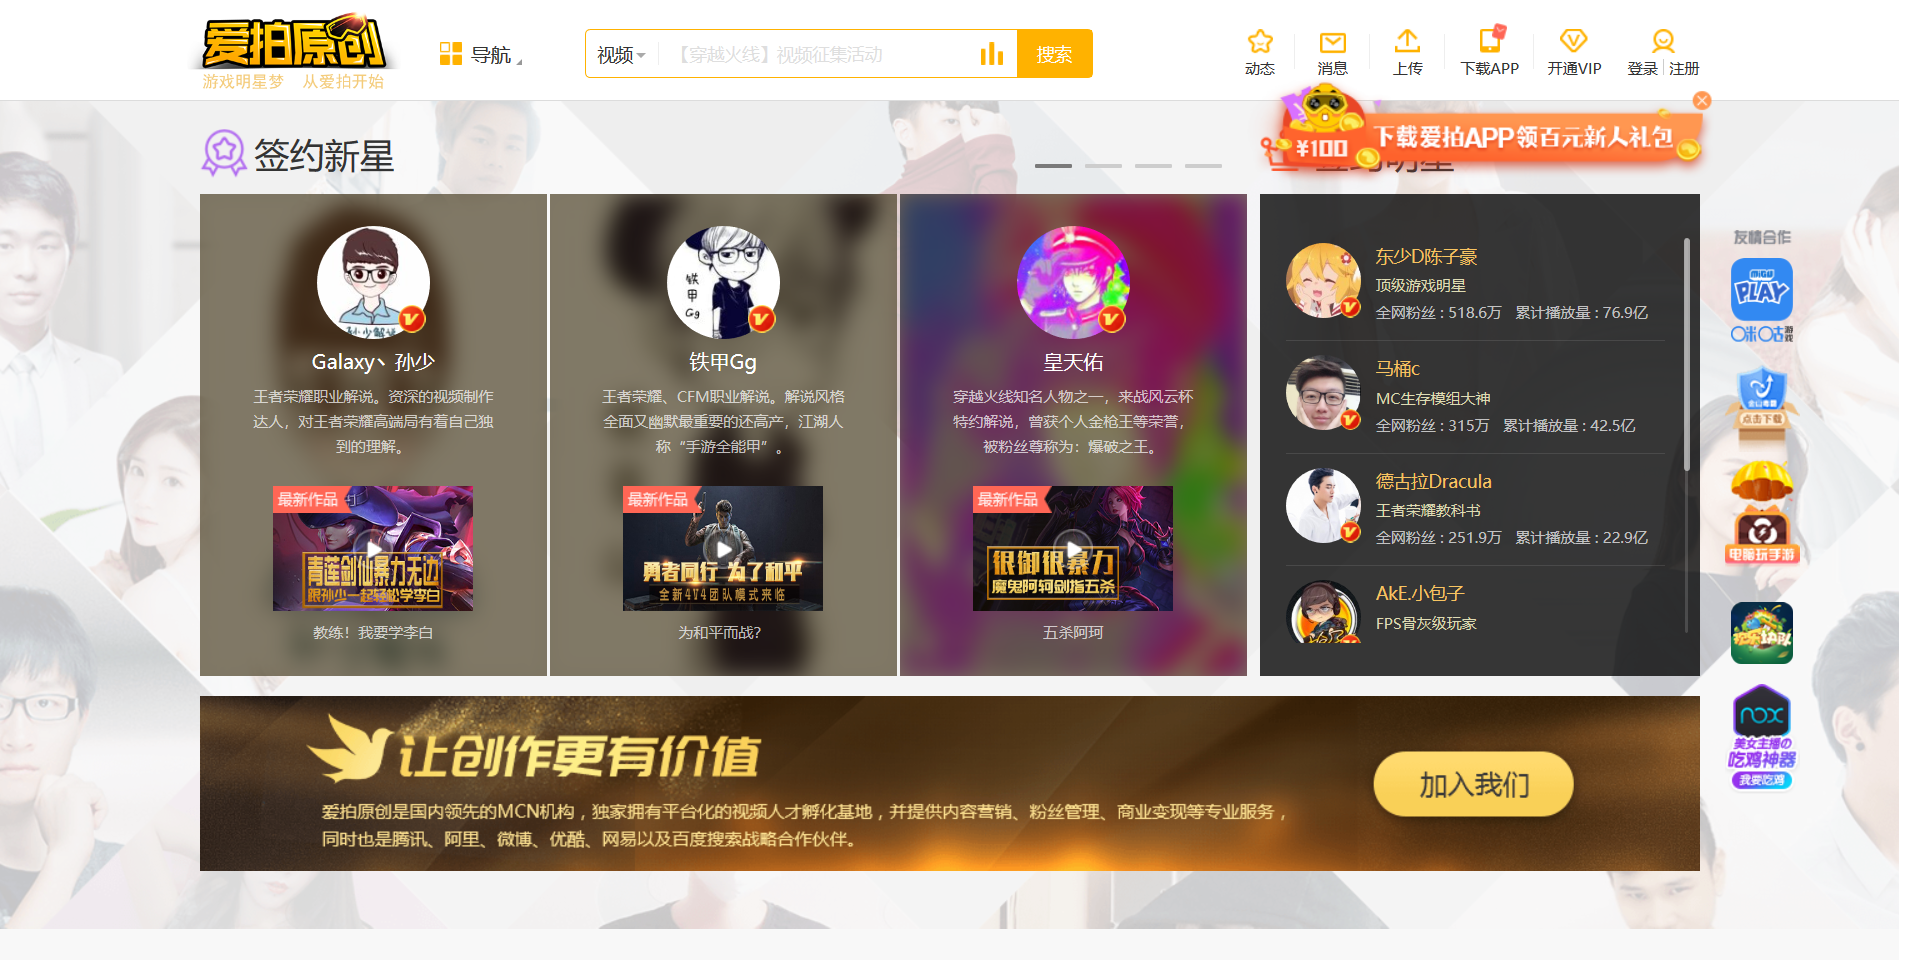 爱拍原创
游戏明星梦 从爱拍开始
导航
视频 【穿越火线】视频征集活动 搜索
动态 消息 上传 下载APP 开通VIP 登录 注册
¥100 下载爱拍APP领百元新人礼包
签约新星
Galaxy丶孙少
王者荣耀职业解说。资深的视频制作
达人，对王者荣耀高端局有着自己独
到的理解。
最新作品
青莲剑仙暴力无边
跟孙少一起轻松学李白
教练！我要学李白
铁甲Gg
铁甲Gg
王者荣耀、CFM职业解说。解说风格
全面又幽默最重要的还高产，江湖人
称“手游全能甲”。
最新作品
勇者同行 为了和平
全新4V4团队模式来临
为和平而战?
皇天佑
穿越火线知名人物之一，来战风云杯
特约解说，曾获个人金枪王等荣誉，
被粉丝尊称为：爆破之王。
最新作品
很御很暴力
魔鬼阿轲剑指五杀
五杀阿珂
东少D陈子豪
顶级游戏明星
全网粉丝 : 518.6万 累计播放量 : 76.9亿
马桶c
MC生存模组大神
全网粉丝 : 315万 累计播放量 : 42.5亿
德古拉Dracula
王者荣耀教科书
全网粉丝 : 251.9万 累计播放量 : 22.9亿
AkE.小包子
FPS骨灰级玩家
友情合作
MIGU
PLAY
咪咕游戏
点击下载
电脑玩手游
nox
美女主播の
吃鸡神器
我要吃鸡
让创作更有价值
爱拍原创是国内领先的MCN机构，独家拥有平台化的视频人才孵化基地，并提供内容营销、粉丝管理、商业变现等专业服务，
同时也是腾讯、阿里、微博、优酷、网易以及百度搜索战略合作伙伴。
加入我们